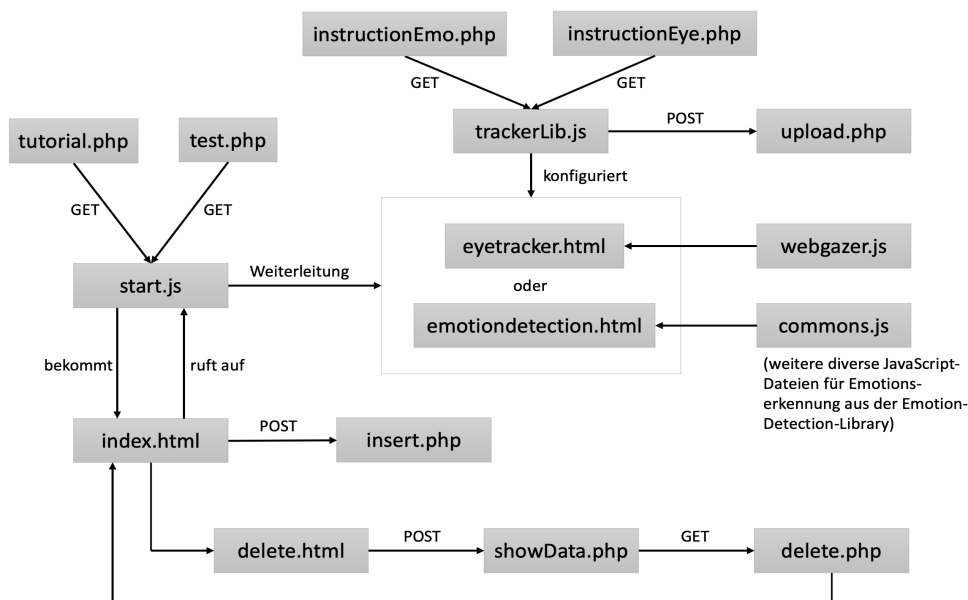 instructionEmo.php
instructionEye.php
GET
GET
tutorial.php
test.php
trackerLib.js
POST
upload.php
konfiguriert
GET
GET
eyetracker.html
webgazer.js
start.js
Weiterleitung
oder
emotiondetection.html
commons.js
bekommt
ruft auf
(weitere diverse JavaScript-
Dateien für Emotions-
erkennung aus der Emotion-
Detection-Library)
index.html
POST
insert.php
delete.html
POST
showData.php
GET
delete.php